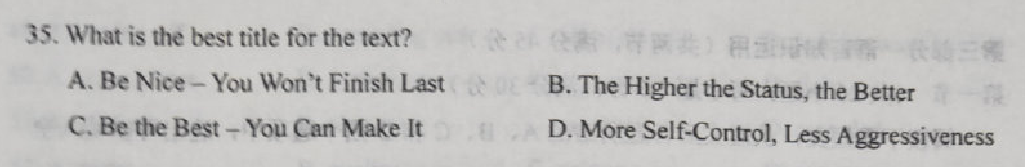 35. What is the best title for the text?
A. Be Nice – You Won't Finish Last B. The Higher the Status, the Better
C. Be the Best – You Can Make It D. More Self-Control, Less Aggressiveness